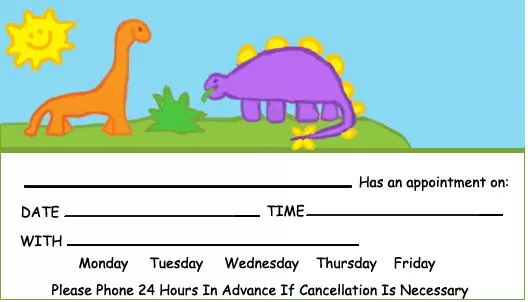 Has an appointment on:
DATE TIME
WITH
Monday Tuesday Wednesday Thursday Friday
Please Phone 24 Hours In Advance If Cancellation Is Necessary